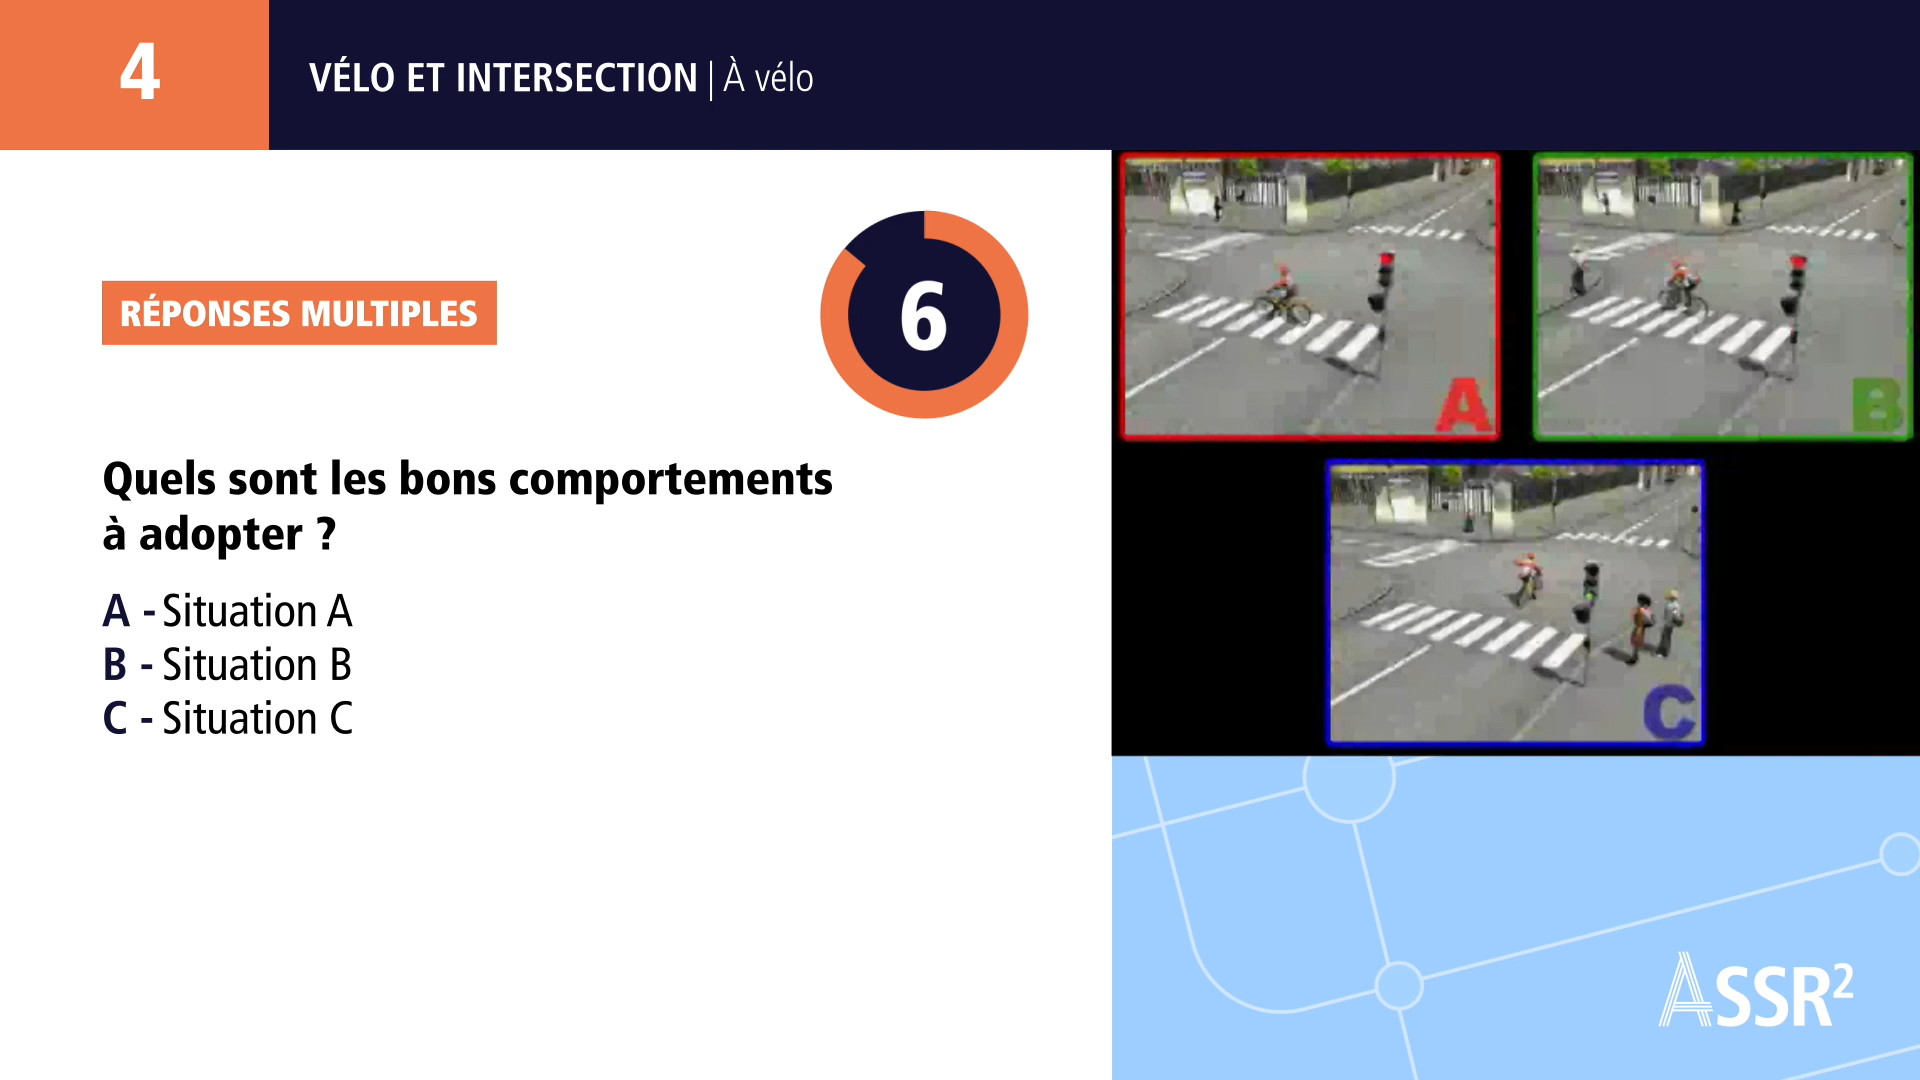 4
VÉLO ET INTERSECTION | À vélo
RÉPONSES MULTIPLES
6
Quels sont les bons comportements
à adopter ?
A - Situation A
B - Situation B
C - Situation C
A
B
C
ASSR²